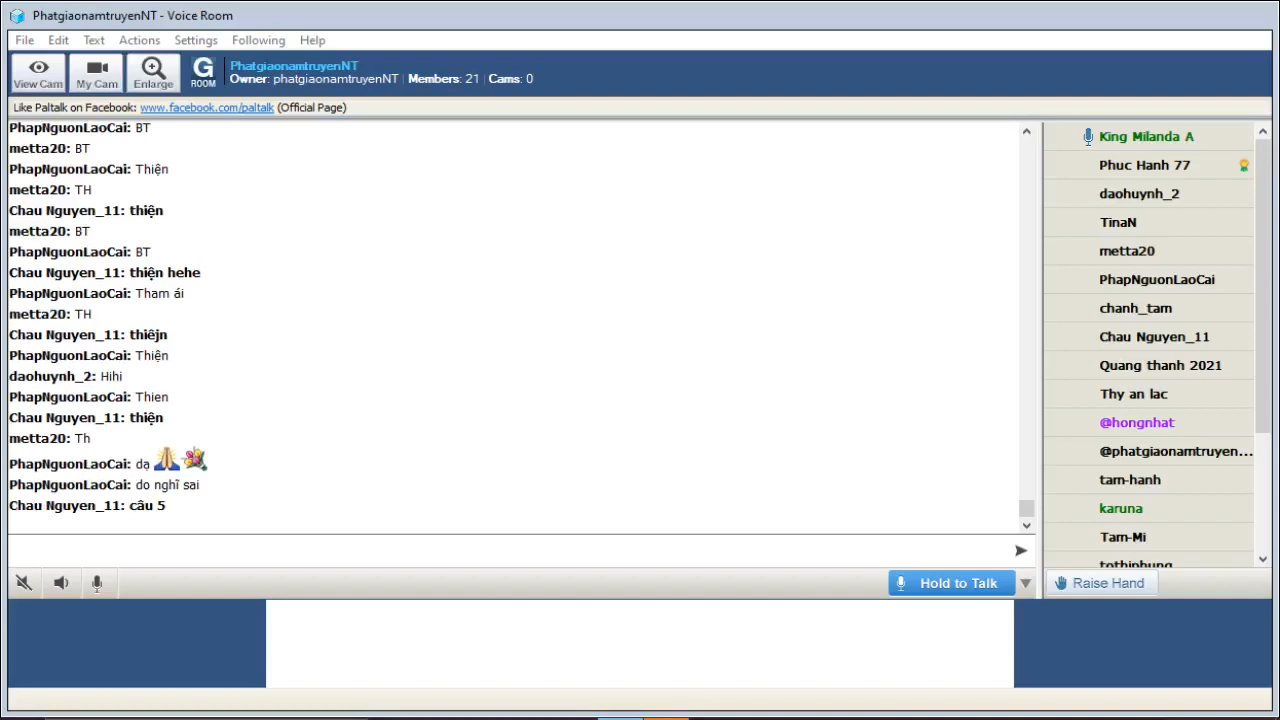 PhatgiaonamtruyenNT - Voice Room
File Edit Text Actions Settings Following Help
View Cam My Cam Enlarge
G ROOM
PhatgiaonamtruyenNT
Owner: phatgiaonamtruyenNT | Members: 21 | Cams: 0
Like Paltalk on Facebook: www.facebook.com/paltalk (Official Page)
PhapNguonLaoCai: BT
metta20: BT
PhapNguonLaoCai: Thiện
metta20: TH
Chau Nguyen_11: thiện
metta20: BT
PhapNguonLaoCai: BT
Chau Nguyen_11: thiện hehe
PhapNguonLaoCai: Tham ái
metta20: TH
Chau Nguyen_11: thiêjn
PhapNguonLaoCai: Thiện
daohuynh_2: Hihi
PhapNguonLaoCai: Thien
Chau Nguyen_11: thiện
metta20: Th
PhapNguonLaoCai: dạ
PhapNguonLaoCai: do nghĩ sai
Chau Nguyen_11: câu 5
King Milanda A
Phuc Hanh 77
daohuynh_2
TinaN
metta20
PhapNguonLaoCai
chanh_tam
Chau Nguyen_11
Quang thanh 2021
Thy an lac
@hongnhat
@phatgiaonamtruyen...
tam-hanh
karuna
Tam-Mi
tothiphung
Hold to Talk
Raise Hand